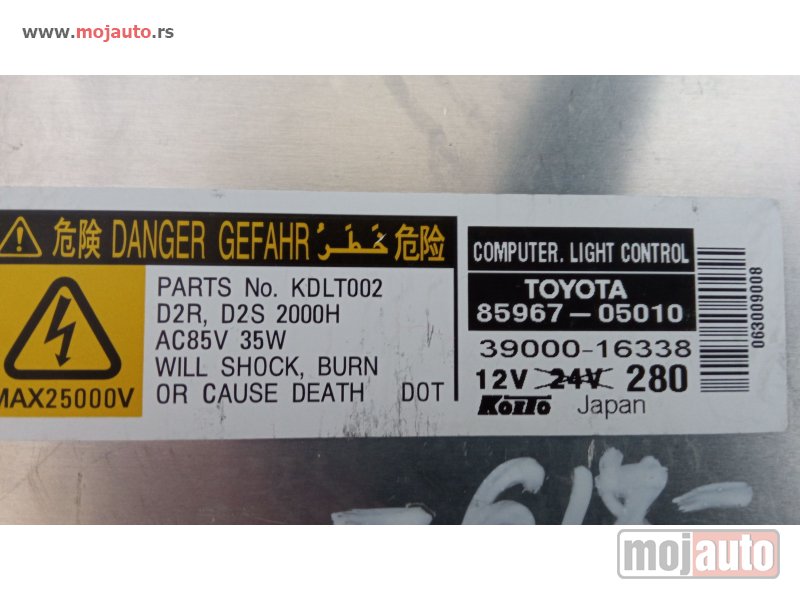 www.mojauto.rs
危険 DANGER GEFAHR خَطَرْ 危险
MAX25000V
PARTS No. KDLT002
D2R, D2S 2000H
AC85V 35W
WILL SHOCK, BURN
OR CAUSE DEATH DOT
COMPUTER. LIGHT CONTROL
TOYOTA
85967-05010
39000-16338
12V 24V 280
KOITO Japan
063009008
-618-
mojauto